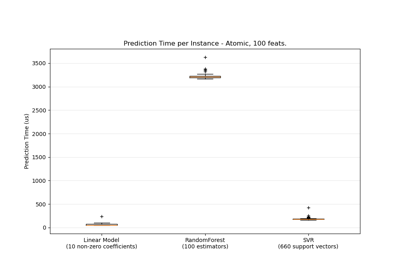 Prediction Time per Instance - Atomic, 100 feats.
3500
3000
2500
2000
1500
1000
500
0
Prediction Time (us)
Linear Model
(10 non-zero coefficients)
RandomForest
(100 estimators)
SVR
(660 support vectors)